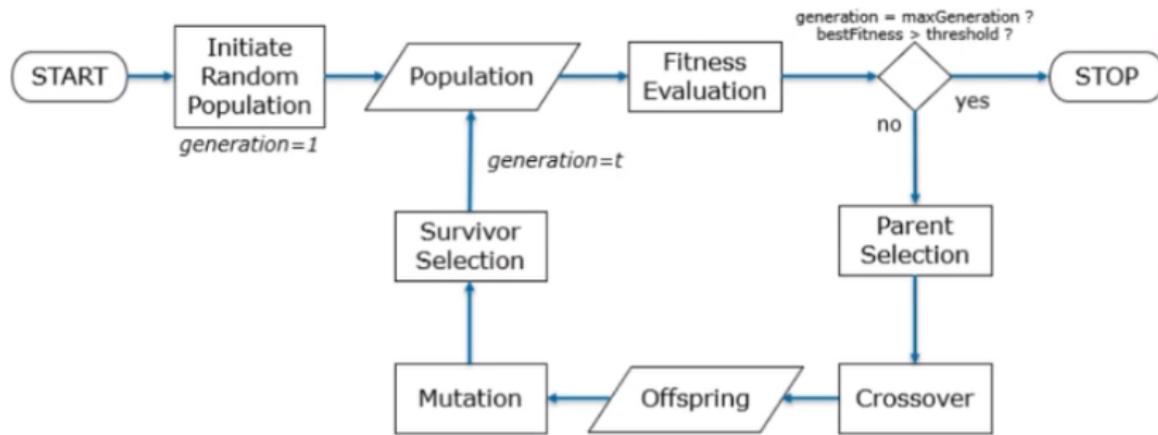 generation = maxGeneration ?
bestFitness > threshold ?
START
Initiate
Random
Population
Population
Fitness
Evaluation
STOP
yes
no
generation=1
generation=t
Survivor
Selection
Parent
Selection
Mutation
Offspring
Crossover